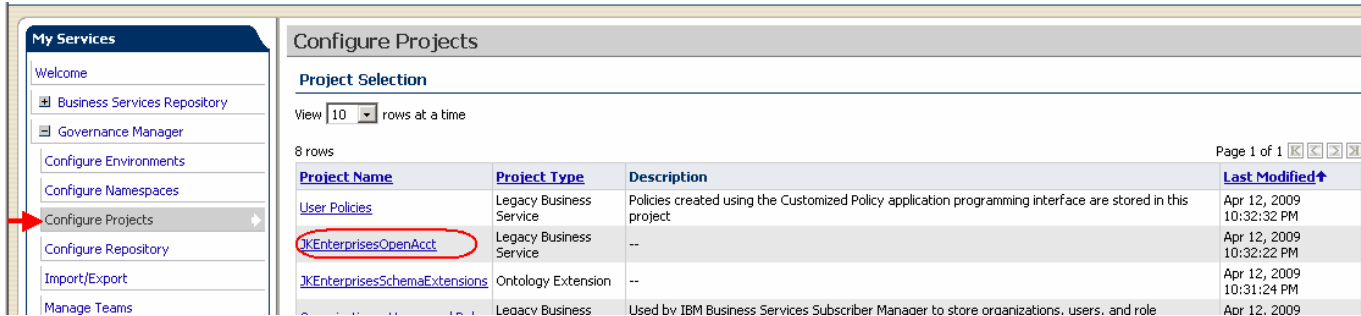 My Services
Welcome
Business Services Repository
Governance Manager
Configure Environments
Configure Namespaces
Configure Projects
Configure Repository
Import/Export
Manage Teams
Configure Projects
Project Selection
View 10 rows at a time
8 rows
Page 1 of 1
Project Name Project Type Description Last Modified
User Policies Legacy Business Policies created using the Customized Policy application programming interface are stored in this Apr 12, 2009
Service project 10:32:32 PM
JKEnterprisesOpenAcct Legacy Business -- Apr 12, 2009
Service 10:32:22 PM
JKEnterprisesSchemaExtensions Ontology Extension -- Apr 12, 2009
10:31:24 PM
Legacy Business Used by IBM Business Services Subscriber Manager to store organizations, users, and role Apr 12, 2009